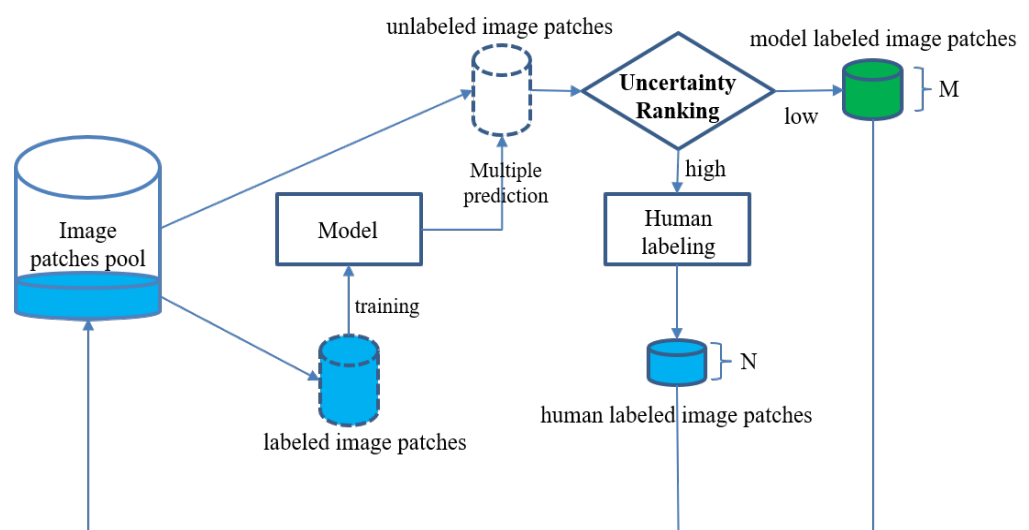 unlabeled image patches
model labeled image patches
Uncertainty
Ranking
M
low
Multiple
prediction
high
Image
patches pool
Model
Human
labeling
training
N
human labeled image patches
labeled image patches